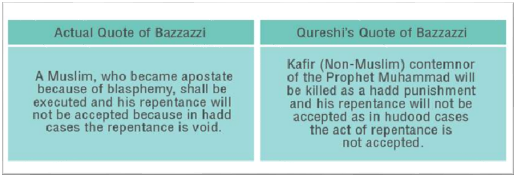 Actual Quote of Bazzazzi
A Muslim, who became apostate
because of blasphemy, shall be
executed and his repentance will
not be accepted because in hadd
cases the repentance is void.
Qureshi's Quote of Bazzazzi
Kafir (Non-Muslim) contemnor
of the Prophet Muhammad will
be killed as a hadd punishment
and his repentance will not be
accepted as in hudood cases
the act of repentance is
not accepted.